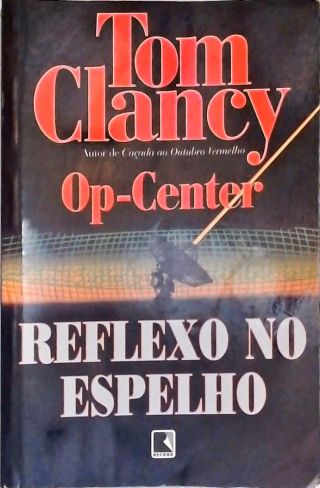 Tom
Clancy
Autor de Caçada ao Outubro Vermelho
Op-Center
REFLEXO NO
ESPELHO
RECORD